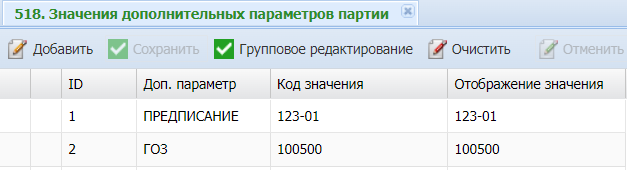 518. Значения дополнительных параметров партии
Добавить Сохранить Групповое редактирование Очистить Отменить
ID Доп. параметр Код значения Отображение значения
1 ПРЕДПИСАНИЕ 123-01 123-01
2 ГОЗ 100500 100500